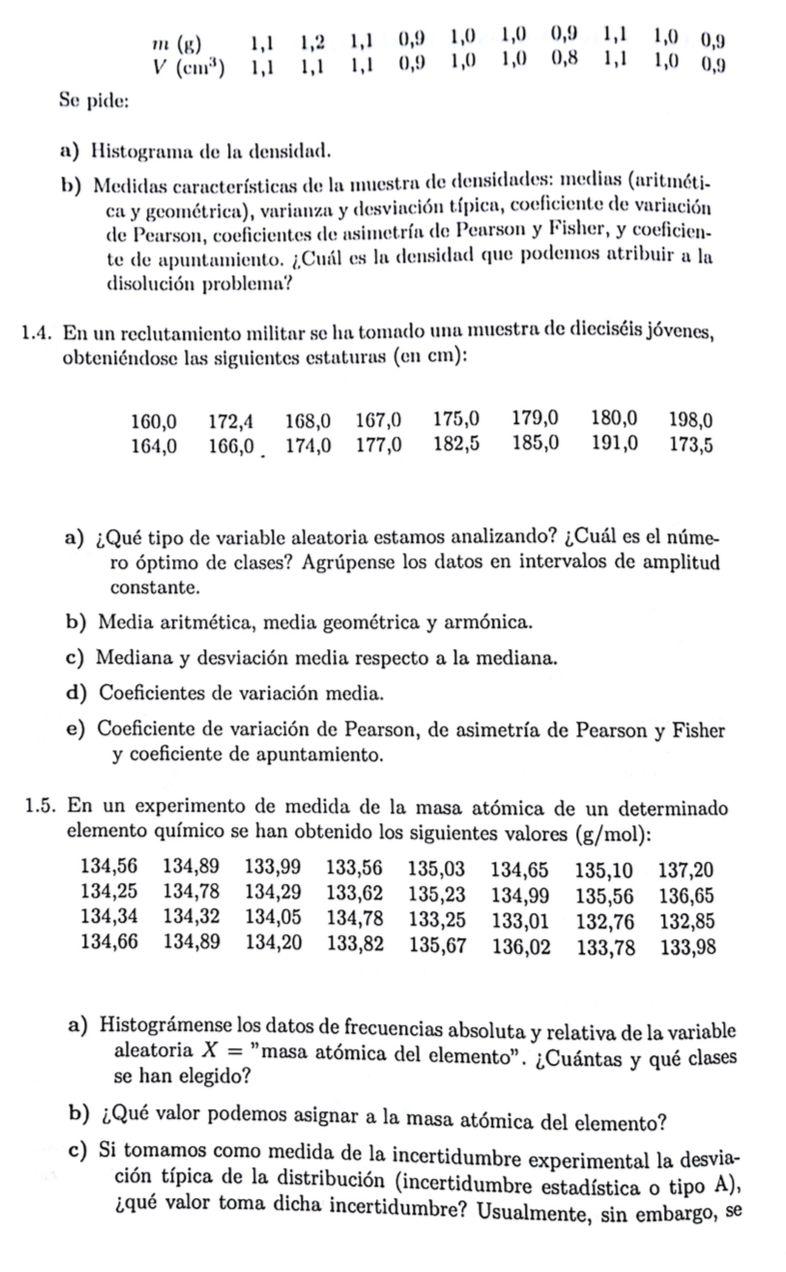 m (g) 1,1 1,2 1,1 0,9 1,0 1,0 0,9 1,1 1,0 0,9
V (cm³) 1,1 1,1 1,1 0,9 1,0 1,0 0,8 1,1 1,0 0,9
Se pide:
a) Histograma de la densidad.
b) Medidas características de la muestra de densidades: medias (aritméti-
ca y geométrica), varianza y desviación típica, coeficiente de variación
de Pearson, coeficientes de asimetría de Pearson y Fisher, y coeficien-
te de apuntamiento. ¿Cuál es la densidad que podemos atribuir a la
disolución problema?
1.4. En un reclutamiento militar se ha tomado una muestra de dieciséis jóvenes,
obteniéndose las siguientes estaturas (en cm):
160,0 172,4 168,0 167,0 175,0 179,0 180,0 198,0
164,0 166,0 174,0 177,0 182,5 185,0 191,0 173,5
a) ¿Qué tipo de variable aleatoria estamos analizando? ¿Cuál es el núme-
ro óptimo de clases? Agrúpense los datos en intervalos de amplitud
constante.
b) Media aritmética, media geométrica y armónica.
c) Mediana y desviación media respecto a la mediana.
d) Coeficientes de variación media.
e) Coeficiente de variación de Pearson, de asimetría de Pearson y Fisher
y coeficiente de apuntamiento.
1.5. En un experimento de medida de la masa atómica de un determinado
elemento químico se han obtenido los siguientes valores (g/mol):
134,56 134,89 133,99 133,56 135,03 134,65 135,10 137,20
134,25 134,78 134,29 133,62 135,23 134,99 135,56 136,65
134,34 134,32 134,05 134,78 133,25 133,01 132,76 132,85
134,66 134,89 134,20 133,82 135,67 136,02 133,78 133,98
a) Histográmense los datos de frecuencias absoluta y relativa de la variable
aleatoria X = "masa atómica del elemento". ¿Cuántas y qué clases
se han elegido?
b) ¿Qué valor podemos asignar a la masa atómica del elemento?
c) Si tomamos como medida de la incertidumbre experimental la desvia-
ción típica de la distribución (incertidumbre estadística o tipo A),
¿qué valor toma dicha incertidumbre? Usualmente, sin embargo, se